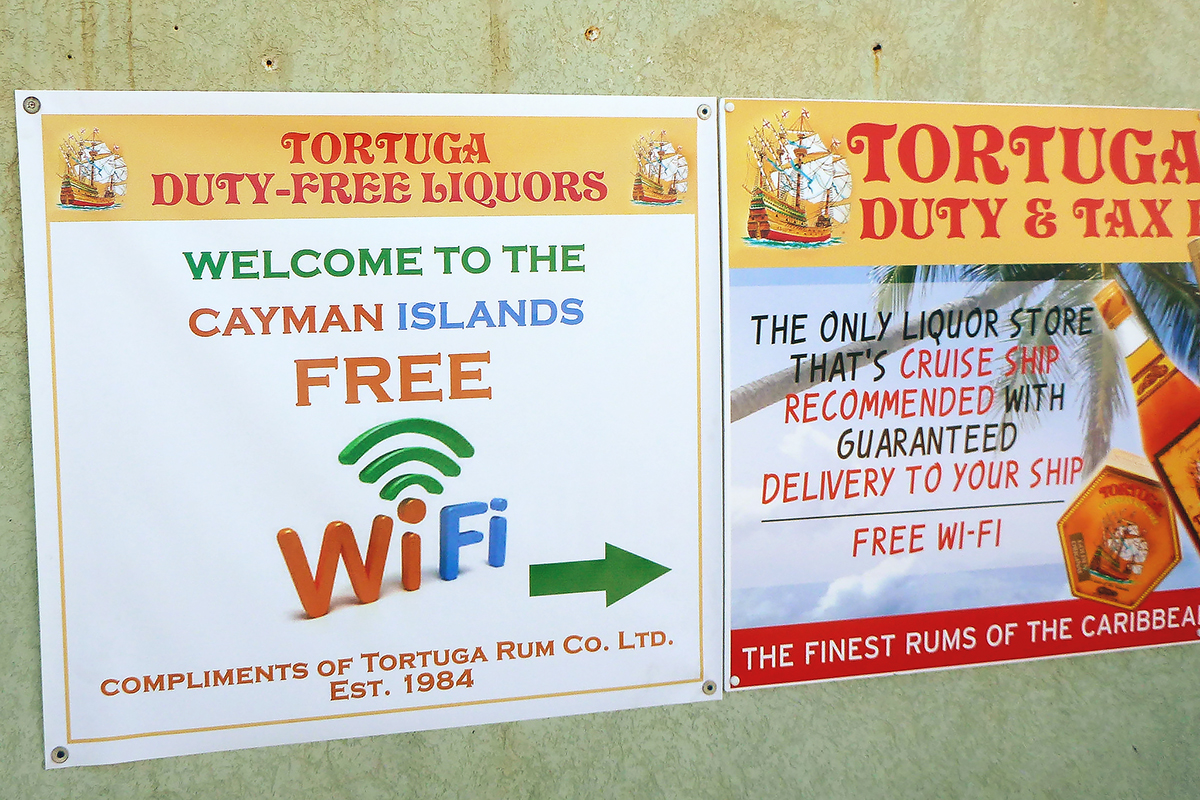 TORTUGA
DUTY-FREE LIQUORS
WELCOME TO THE
CAYMAN ISLANDS
FREE
WiFi
COMPLIMENTS OF TORTUGA RUM CO. LTD.
EST. 1984
TORTUGA
DUTY & TAX
THE ONLY LIQUOR STORE
THAT'S CRUISE SHIP
RECOMMENDED WITH
GUARANTEED
DELIVERY TO YOUR SHIP
FREE WI-FI
TORTUGA
THE FINEST RUMS OF THE CARIBBEA